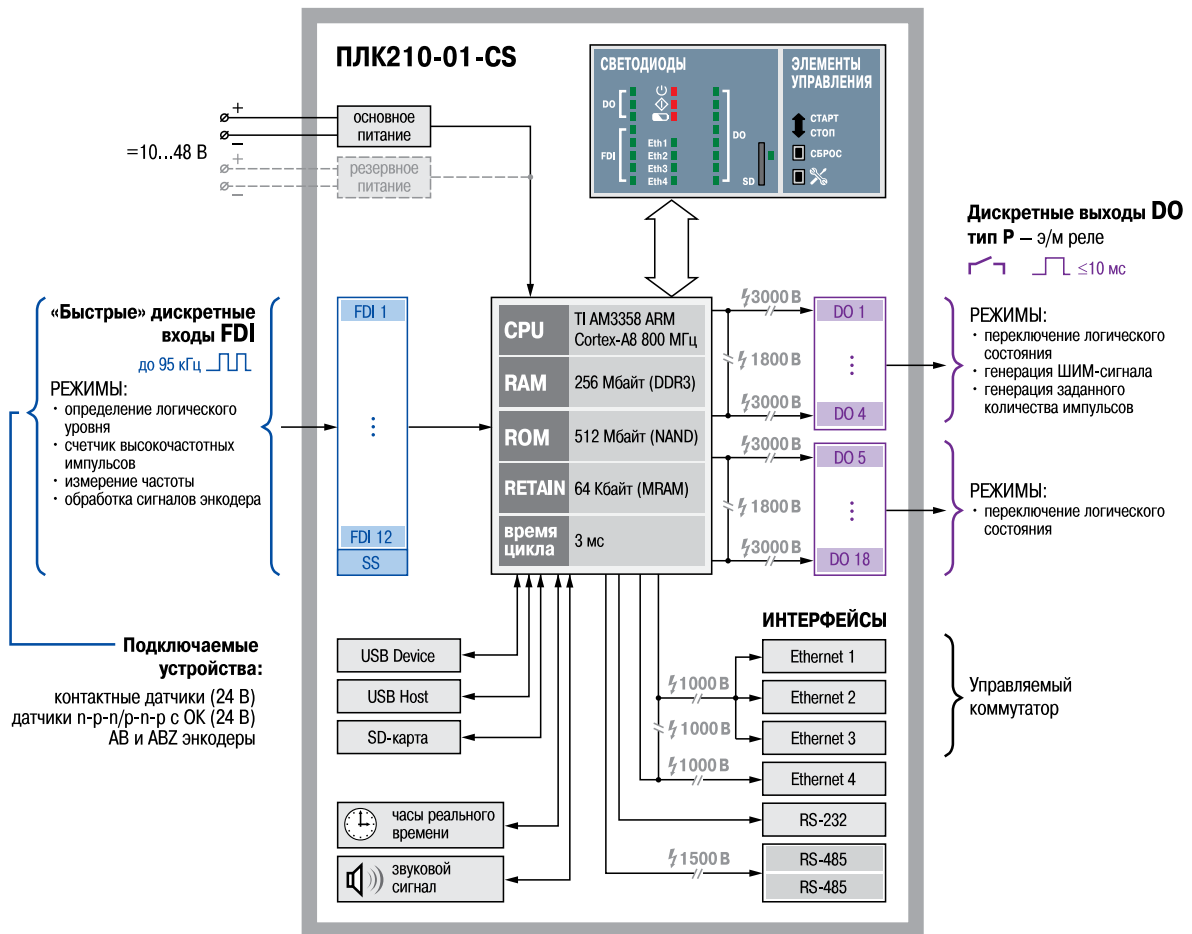 ПЛК210-01-CS
СВЕТОДИОДЫ
DO
FDI
Eth1
Eth2
Eth3
Eth4
DO
SD
ЭЛЕМЕНТЫ
УПРАВЛЕНИЯ
СТАРТ
СТОП
СБРОС
=10...48 В
+
−
+
−
основное
питание
резервное
питание
«Быстрые» дискретные
входы FDI
до 95 кГц
РЕЖИМЫ:
· определение логического
уровня
· счетчик высокочастотных
импульсов
· измерение частоты
· обработка сигналов энкодера
Подключаемые
устройства:
контактные датчики (24 В)
датчики n-p-n/p-n-p с ОК (24 В)
АВ и ABZ энкодеры
FDI 1
FDI 12
SS
CPU
TI AM3358 ARM
Cortex-A8 800 МГц
RAM
256 Мбайт (DDR3)
ROM
512 Мбайт (NAND)
RETAIN
64 Кбайт (MRAM)
время
цикла
3 мс
3000 В
1800 В
3000 В
3000 В
1800 В
3000 В
DO 1
DO 4
DO 5
DO 18
Дискретные выходы DO
тип Р – э/м реле
≤10 мс
РЕЖИМЫ:
· переключение логического
состояния
· генерация ШИМ-сигнала
· генерация заданного
количества импульсов
РЕЖИМЫ:
· переключение логического
состояния
USB Device
USB Host
SD-карта
часы реального
времени
звуковой
сигнал
ИНТЕРФЕЙСЫ
1000 В
1000 В
1000 В
1500 В
Ethernet 1
Ethernet 2
Ethernet 3
Ethernet 4
RS-232
RS-485
RS-485
Управляемый
коммутатор